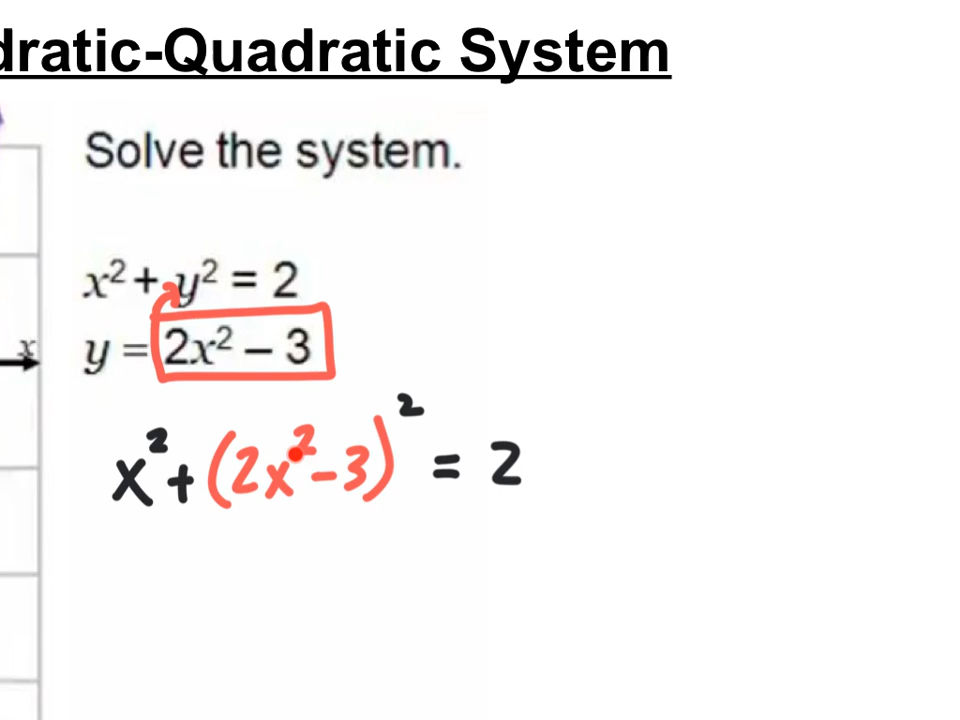 dratic-Quadratic System
Solve the system.
x² + y² = 2
x
y = 2x² – 3
x² + (2x² - 3)² = 2